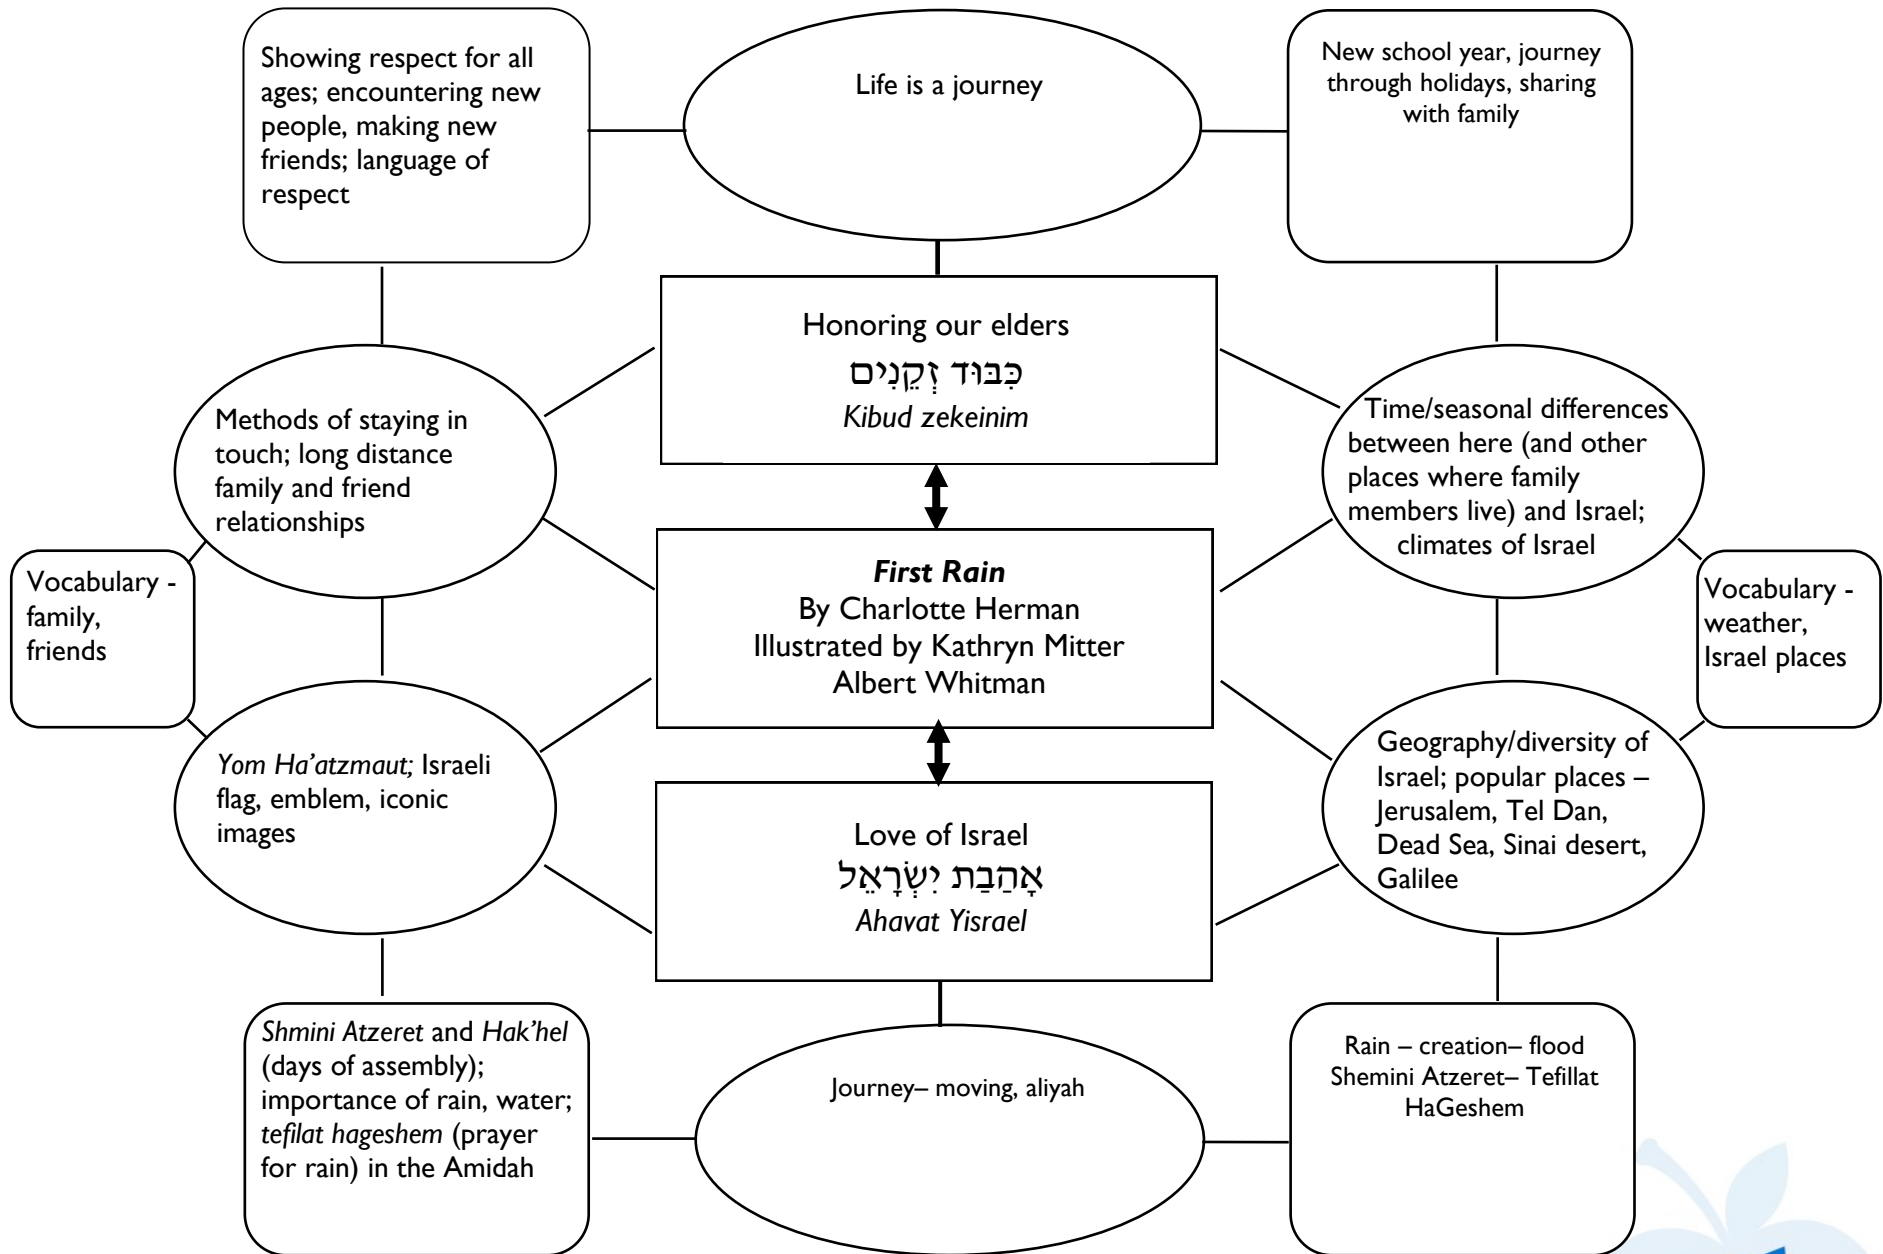 Showing respect for all
ages; encountering new
people, making new
friends; language of
respect
Life is a journey
New school year, journey
through holidays, sharing
with family
Honoring our elders
כִּבּוּד זְקֵנִים
Kibud zekeinim
Methods of staying in
touch; long distance
family and friend
relationships
Time/seasonal differences
between here (and other
places where family
members live) and Israel;
climates of Israel
Vocabulary -
family,
friends
First Rain
By Charlotte Herman
Illustrated by Kathryn Mitter
Albert Whitman
Vocabulary -
weather,
Israel places
Yom Ha’atzmaut; Israeli
flag, emblem, iconic
images
Love of Israel
אָהַבַת יִשְׂרָאֵל
Ahavat Yisrael
Geography/diversity of
Israel; popular places –
Jerusalem, Tel Dan,
Dead Sea, Sinai desert,
Galilee
Shmini Atzeret and Hak’hel
(days of assembly);
importance of rain, water;
tefilat hageshem (prayer
for rain) in the Amidah
Journey– moving, aliyah
Rain – creation– flood
Shemini Atzeret– Tefillat
HaGeshem